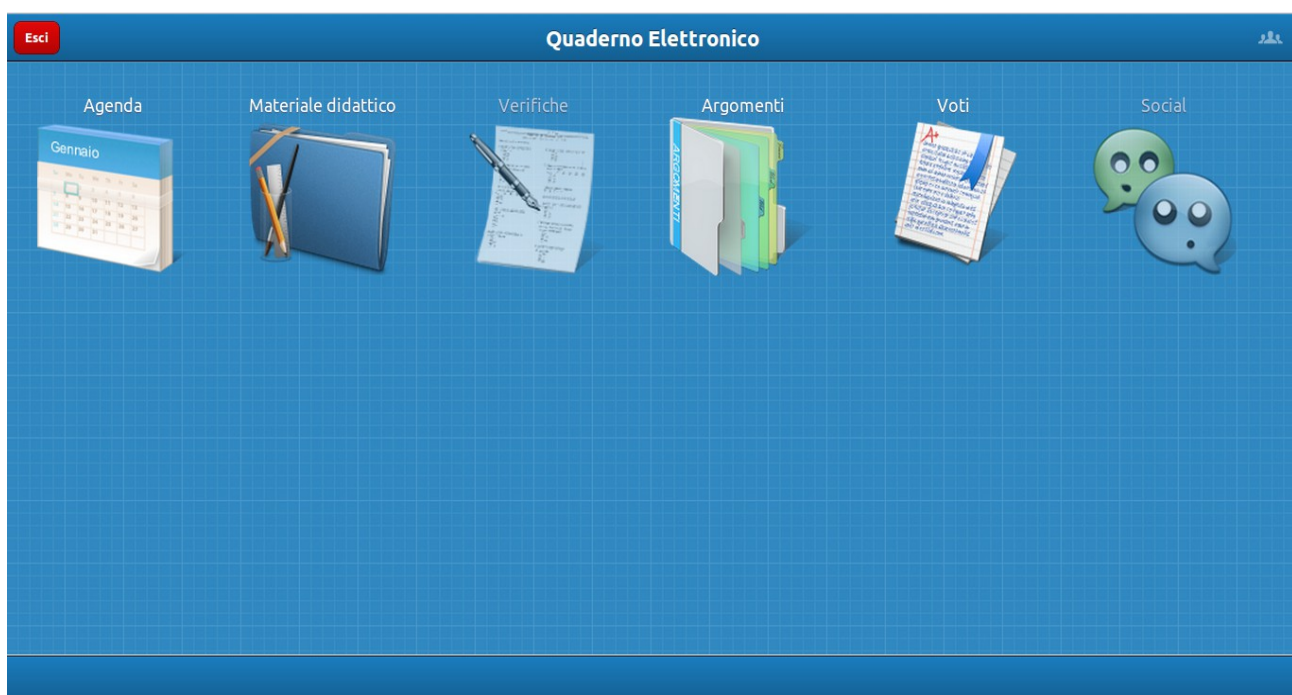 Esci
Quaderno Elettronico
Agenda
Materiale didattico
Verifiche
Argomenti
Voti
Social
Gennaio
ARGOMENTI
A+